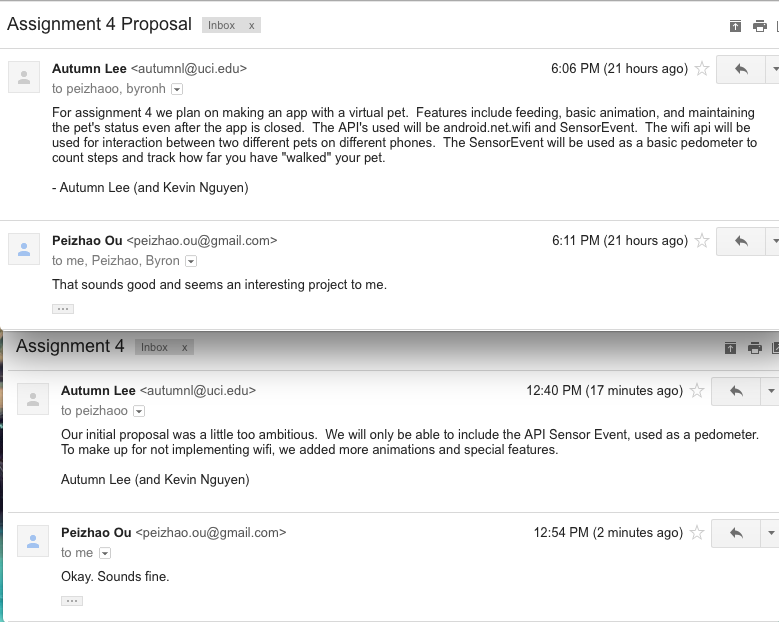 Assignment 4 Proposal Inbox x
Autumn Lee <autumnl@uci.edu> 6:06 PM (21 hours ago)
to peizhaoo, byronh
For assignment 4 we plan on making an app with a virtual pet.  Features include feeding, basic animation, and maintaining
the pet's status even after the app is closed.  The API's used will be android.net.wifi and SensorEvent.  The wifi api will be
used for interaction between two different pets on different phones.  The SensorEvent will be used as a basic pedometer to
count steps and track how far you have "walked" your pet.
- Autumn Lee (and Kevin Nguyen)
Peizhao Ou <peizhao.ou@gmail.com> 6:11 PM (21 hours ago)
to me, Peizhao, Byron
That sounds good and seems an interesting project to me.
...
Assignment 4 Inbox x
Autumn Lee <autumnl@uci.edu> 12:40 PM (17 minutes ago)
to peizhaoo
Our initial proposal was a little too ambitious.  We will only be able to include the API Sensor Event, used as a pedometer.
To make up for not implementing wifi, we added more animations and special features.
Autumn Lee (and Kevin Nguyen)
Peizhao Ou <peizhao.ou@gmail.com> 12:54 PM (2 minutes ago)
to me
Okay. Sounds fine.
...